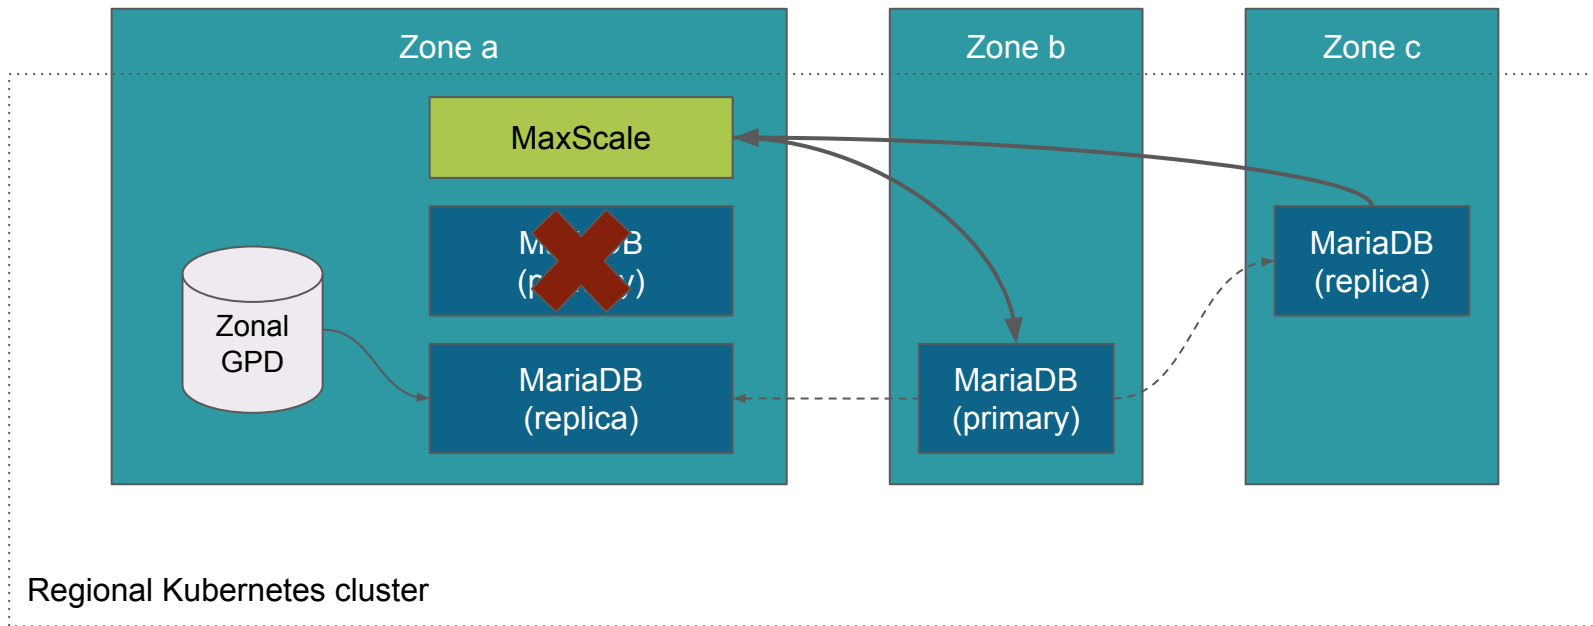 Zone a
Zone b
Zone c
MaxScale
MariaDB
(replica)
Zonal
GPD
MariaDB
(replica)
MariaDB
(primary)
Regional Kubernetes cluster